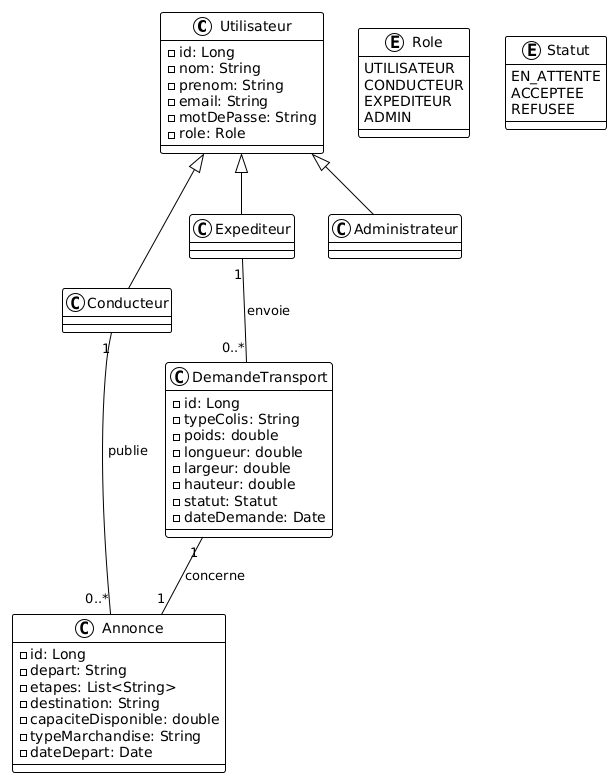 C Utilisateur
id: Long
nom: String
prenom: String
email: String
motDePasse: String
role: Role
E Role
UTILISATEUR
CONDUCTEUR
EXPEDITEUR
ADMIN
E Statut
EN_ATTENTE
ACCEPTEE
REFUSEE
C Expediteur
C Administrateur
C Conducteur
1
envoie
0..*
1
publie
0..*
C DemandeTransport
id: Long
typeColis: String
poids: double
longueur: double
largeur: double
hauteur: double
statut: Statut
dateDemande: Date
1
concerne
1
C Annonce
id: Long
depart: String
etapes: List<String>
destination: String
capaciteDisponible: double
typeMarchandise: String
dateDepart: Date